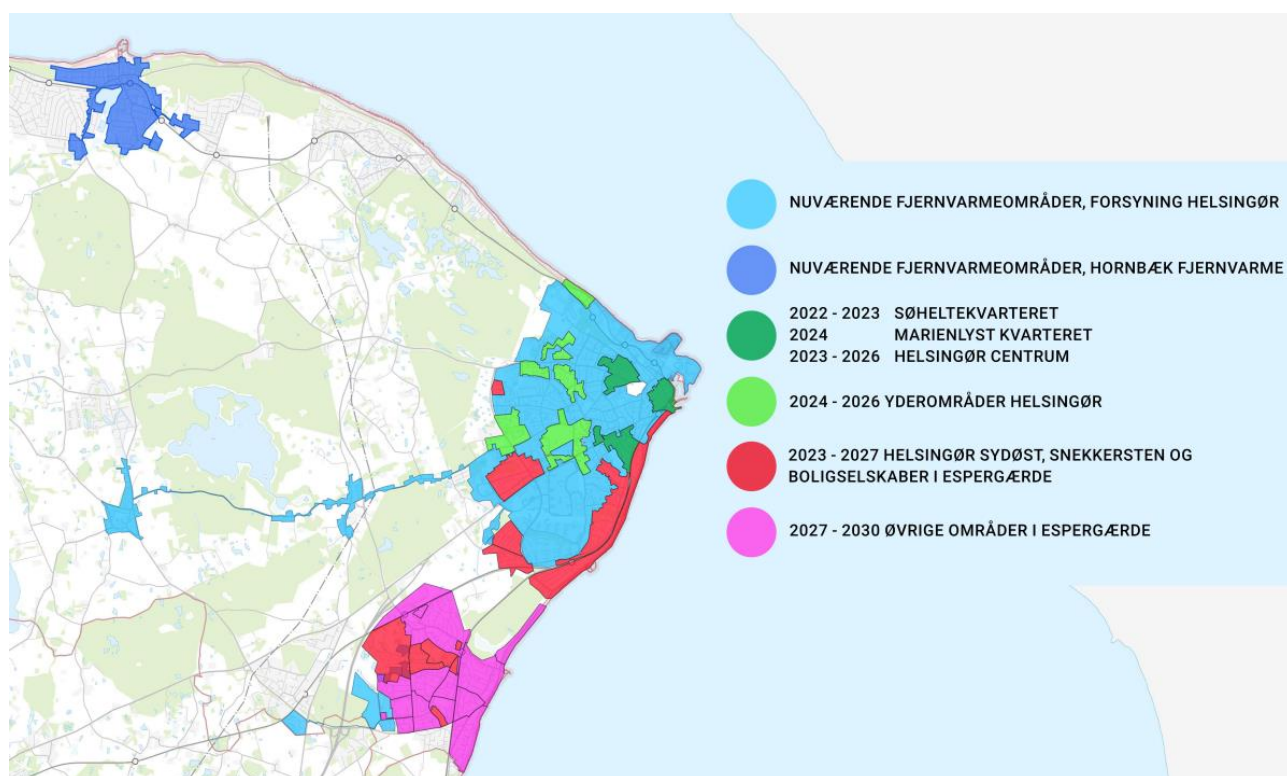 NUVÆRENDE FJERNVARMEOMRÅDER, FORSYNING HELSINGØR
NUVÆRENDE FJERNVARMEOMRÅDER, HORNBÆK FJERNVARME
2022 - 2023 SØHELTEKVARTERET
2024 MARIENLYST KVARTERET
2023 - 2026 HELSINGØR CENTRUM
2024 - 2026 YDEROMRÅDER HELSINGØR
2023 - 2027 HELSINGØR SYDØST, SNEKKERSTEN OG
BOLIGSELSKABER I ESPERGÆRDE
2027 - 2030 ØVRIGE OMRÅDER I ESPERGÆRDE